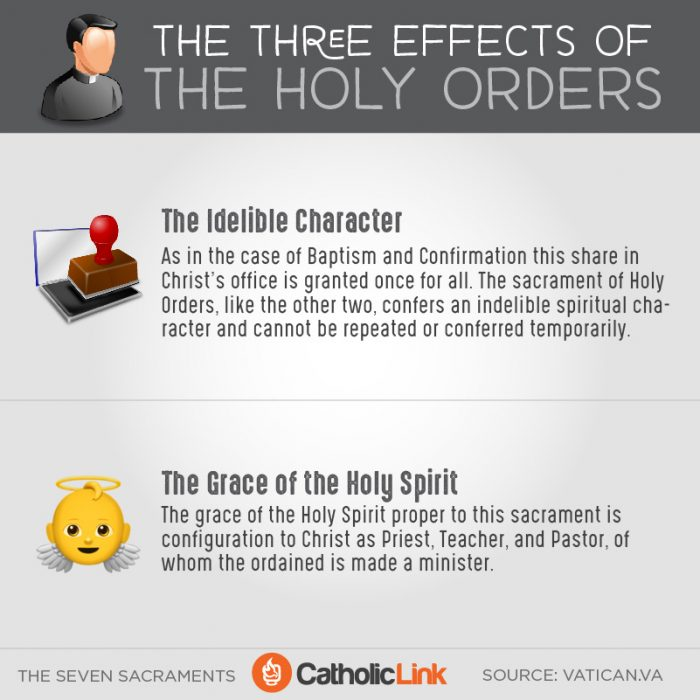 THE THREE EFFECTS OF
THE HOLY ORDERS
The Idelible Character
As in the case of Baptism and Confirmation this share in
Christ's office is granted once for all. The sacrament of Holy
Orders, like the other two, confers an indelible spiritual cha-
racter and cannot be repeated or conferred temporarily.
The Grace of the Holy Spirit
The grace of the Holy Spirit proper to this sacrament is
configuration to Christ as Priest, Teacher, and Pastor, of
whom the ordained is made a minister.
THE SEVEN SACRAMENTS CatholicLink SOURCE: VATICAN.VA